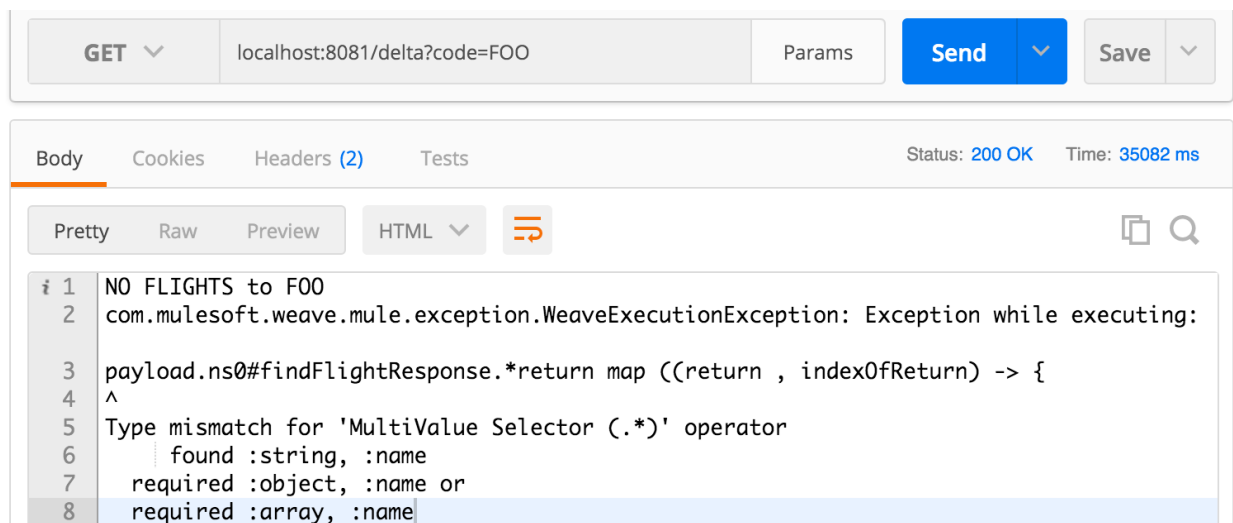 GET localhost:8081/delta?code=FOO Params Send Save
Body Cookies Headers (2) Tests Status: 200 OK Time: 35082 ms
Pretty Raw Preview HTML
i 1 NO FLIGHTS to FOO
2 com.mulesoft.weave.mule.exception.WeaveExecutionException: Exception while executing:
3 payload.ns0#findFlightResponse.*return map ((return , indexOfReturn) -> {
4 ^
5 Type mismatch for 'MultiValue Selector (.*)' operator
6 found :string, :name
7 required :object, :name or
8 required :array, :name